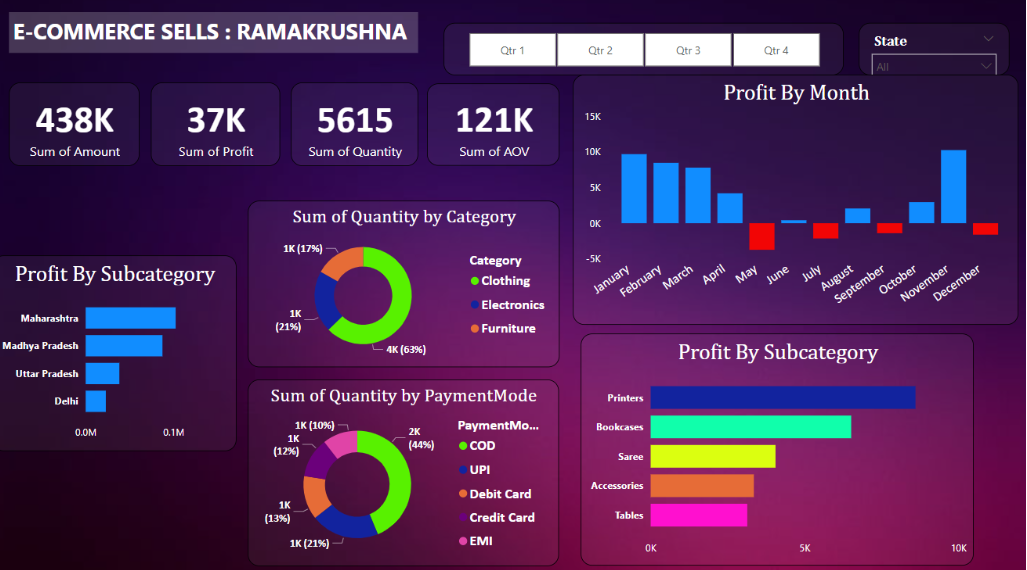 E-COMMERCE SELLS : RAMAKRUSHNA
Qtr 1
Qtr 2
Qtr 3
Qtr 4
State
All
438K
Sum of Amount
37K
Sum of Profit
5615
Sum of Quantity
121K
Sum of AOV
Profit By Month
15K
10K
5K
0K
-5K
January
February
March
April
May
June
July
August
September
October
November
December
Sum of Quantity by Category
1K (17%)
1K
(21%)
4K (63%)
Category
Clothing
Electronics
Furniture
Profit By Subcategory
Maharashtra
Madhya Pradesh
Uttar Pradesh
Delhi
0.0M
0.1M
Sum of Quantity by PaymentMode
1K (10%)
1K
(12%)
1K
(13%)
1K (21%)
2K
(44%)
PaymentMo...
COD
UPI
Debit Card
Credit Card
EMI
Profit By Subcategory
Printers
Bookcases
Saree
Accessories
Tables
0K
5K
10K